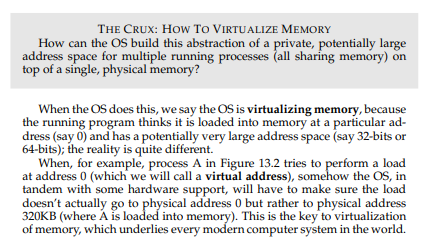 THE CRUX: HOW TO VIRTUALIZE MEMORY
How can the OS build this abstraction of a private, potentially large
address space for multiple running processes (all sharing memory) on
top of a single, physical memory?
When the OS does this, we say the OS is virtualizing memory, because
the running program thinks it is loaded into memory at a particular ad-
dress (say 0) and has a potentially very large address space (say 32-bits or
64-bits); the reality is quite different.
When, for example, process A in Figure 13.2 tries to perform a load
at address 0 (which we will call a virtual address), somehow the OS, in
tandem with some hardware support, will have to make sure the load
doesn't actually go to physical address 0 but rather to physical address
320KB (where A is loaded into memory). This is the key to virtualization
of memory, which underlies every modern computer system in the world.